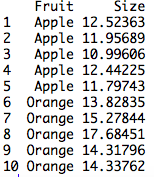 Fruit Size
1 Apple 12.52363
2 Apple 11.95689
3 Apple 10.99606
4 Apple 12.44225
5 Apple 11.79743
6 Orange 13.82835
7 Orange 15.27844
8 Orange 17.68451
9 Orange 14.31796
10 Orange 14.33762